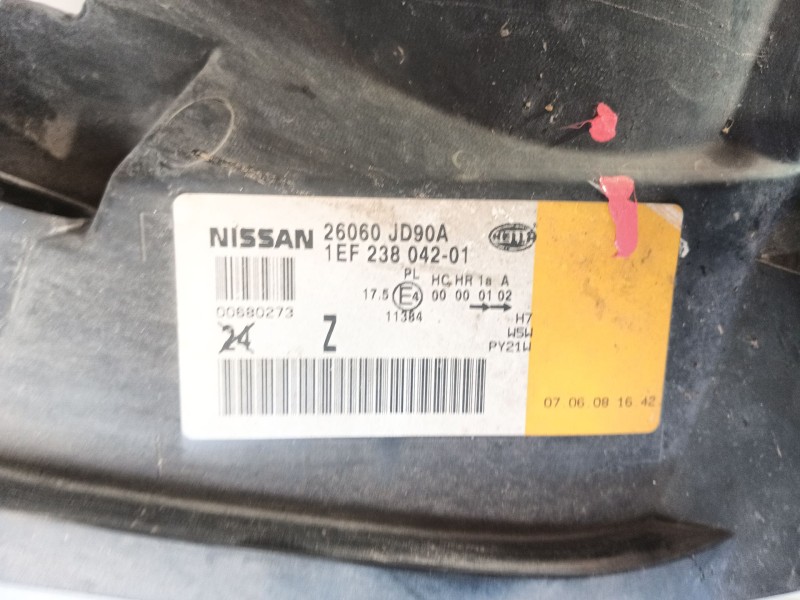 NISSAN 26060 JD90A HELLA
1EF 238 042-01
PL HC HR 1a A
17.5 E4 00 00 01 02
00680273 11384
24 Z H7
W5W
PY21W
07 06 08 16 42